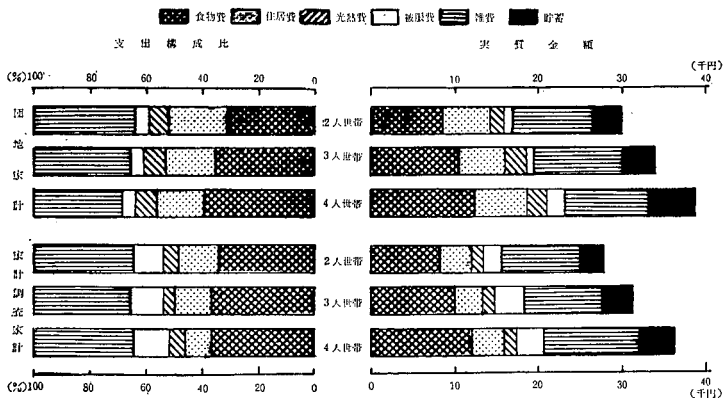 食物費 住居費 光熱費 被服費 雑費 貯蓄
支出構成比 実質金額
(千円)
(%)100 80 60 40 20 0 10 20 30 40
団地家計
2人世帯
3人世帯
4人世帯
家計調査家計
2人世帯
3人世帯
4人世帯
(%)100 80 60 40 20 0 0 10 20 30 40
(千円)